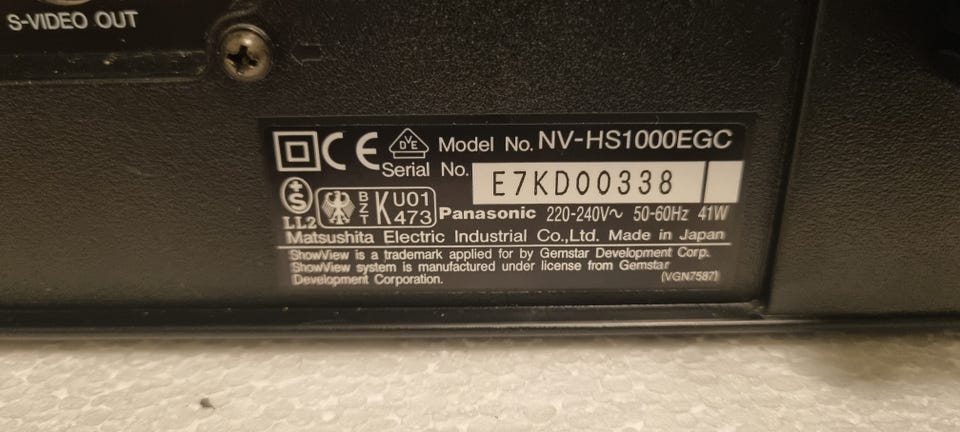 S-VIDEO OUT
CE DVE Model No. NV-HS1000EGC
Serial No. E7KD00338
+S
LL2
BZT K U01 473
Panasonic 220-240V~ 50-60Hz 41W
Matsushita Electric Industrial Co.,Ltd. Made in Japan
ShowView is a trademark applied for by Gemstar Development Corp.
ShowView system is manufactured under license from Gemstar
Development Corporation. (VGN7587)